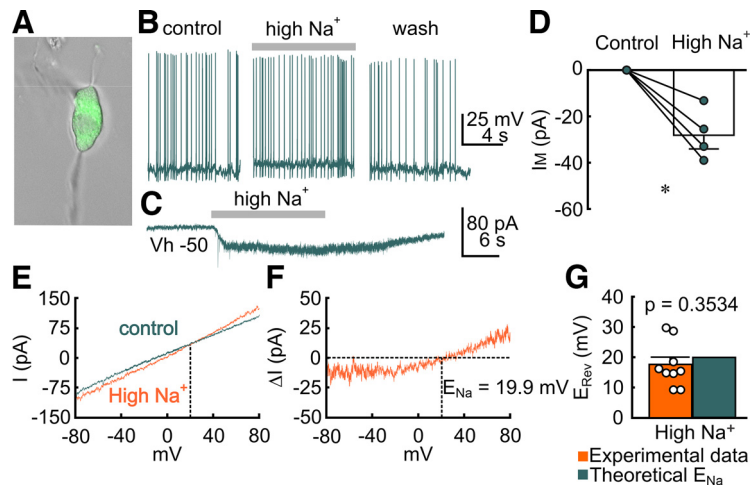 A
B
control
high Na+
wash
25 mV
4 s
C
high Na+
Vh -50
80 pA
6 s
D
Control
High Na+
0
-20
-40
-60
IM (pA)
*
E
150
75
0
-75
-150
I (pA)
control
High Na+
-80
-40
0
40
80
mV
F
50
25
0
-25
-50
ΔI (pA)
ENa = 19.9 mV
-80
-40
0
40
80
mV
G
p = 0.3534
40
30
20
10
0
ERev (mV)
High Na+
Experimental data
Theoretical ENa